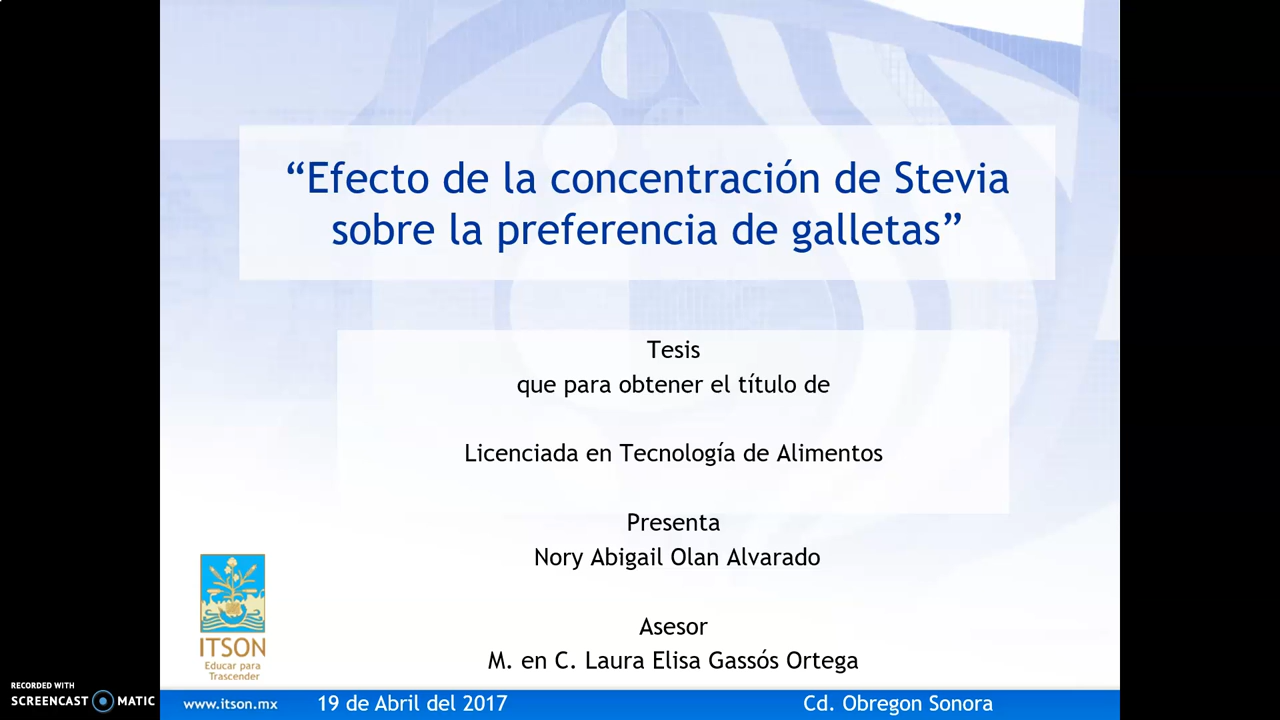 “Efecto de la concentración de Stevia
sobre la preferencia de galletas”
Tesis
que para obtener el título de
Licenciada en Tecnología de Alimentos
Presenta
Nory Abigail Olan Alvarado
Asesor
M. en C. Laura Elisa Gassós Ortega
ITSON
Educar para
Trascender
RECORDED WITH
SCREENCAST MATIC
www.itson.mx
19 de Abril del 2017
Cd. Obregon Sonora